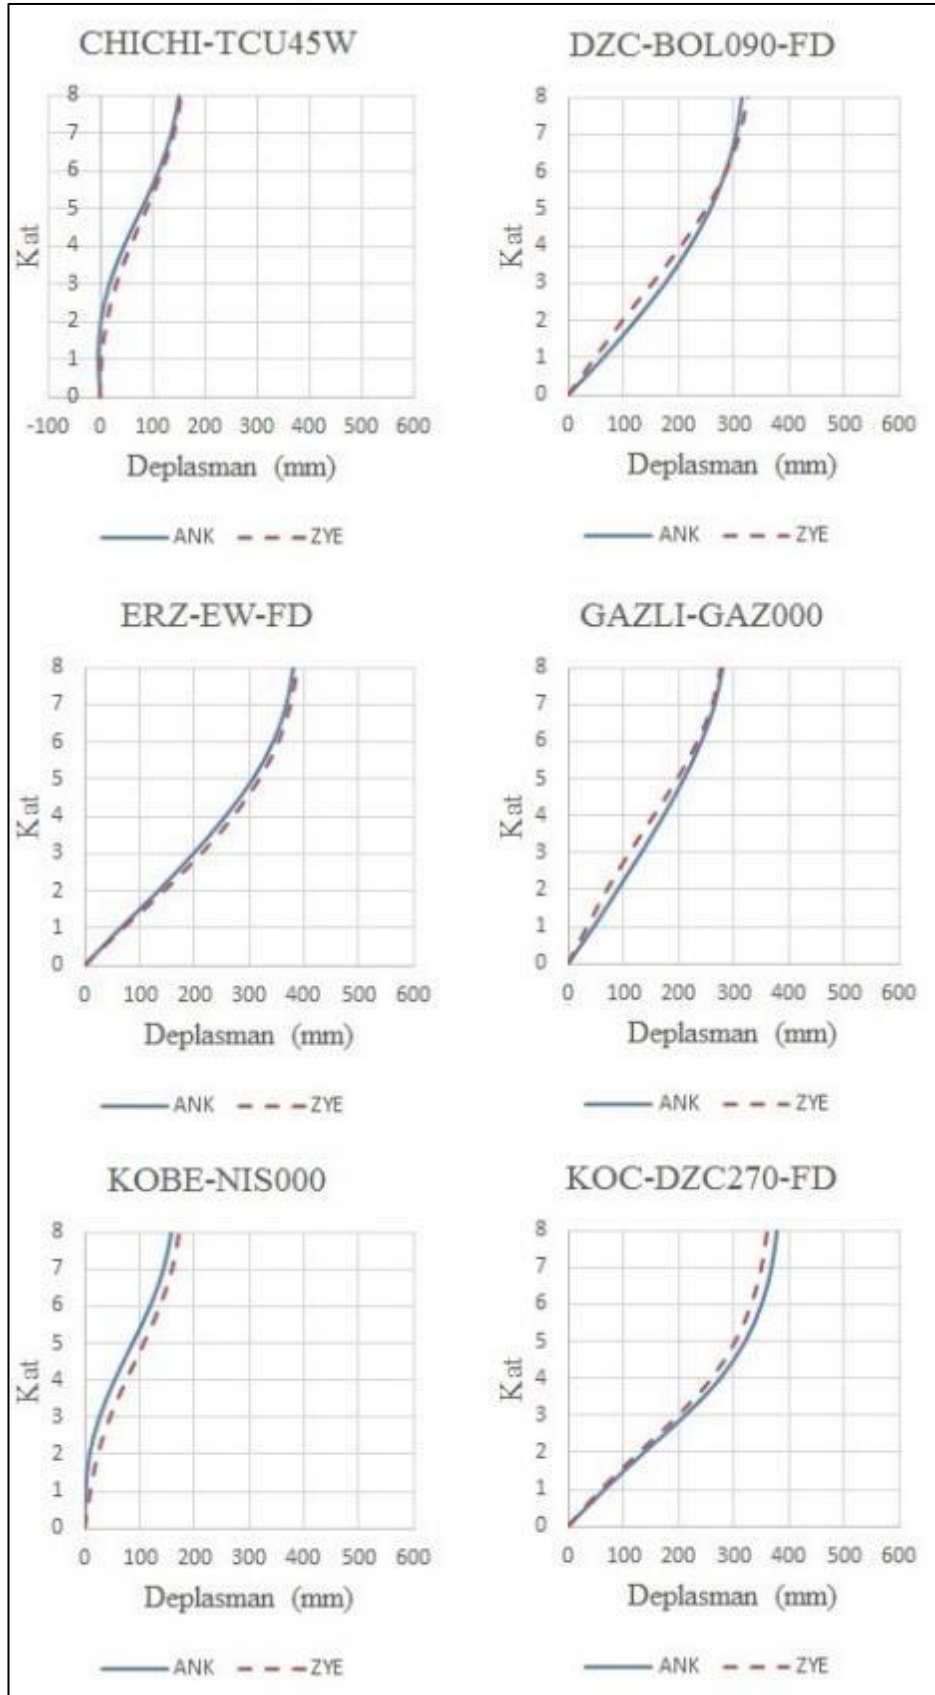 CHICHI-TCU45W
8
7
6
5
4
3
2
1
0
Kat
-100 0 100 200 300 400 500 600
Deplasman (mm)
ANK ZYE
DZC-BOL090-FD
8
7
6
5
4
3
2
1
0
Kat
0 100 200 300 400 500 600
Deplasman (mm)
ANK ZYE
ERZ-EW-FD
8
7
6
5
4
3
2
1
0
Kat
0 100 200 300 400 500 600
Deplasman (mm)
ANK ZYE
GAZLI-GAZ000
8
7
6
5
4
3
2
1
0
Kat
0 100 200 300 400 500 600
Deplasman (mm)
ANK ZYE
KOBE-NIS000
8
7
6
5
4
3
2
1
0
Kat
0 100 200 300 400 500 600
Deplasman (mm)
ANK ZYE
KOC-DZC270-FD
8
7
6
5
4
3
2
1
0
Kat
0 100 200 300 400 500 600
Deplasman (mm)
ANK ZYE